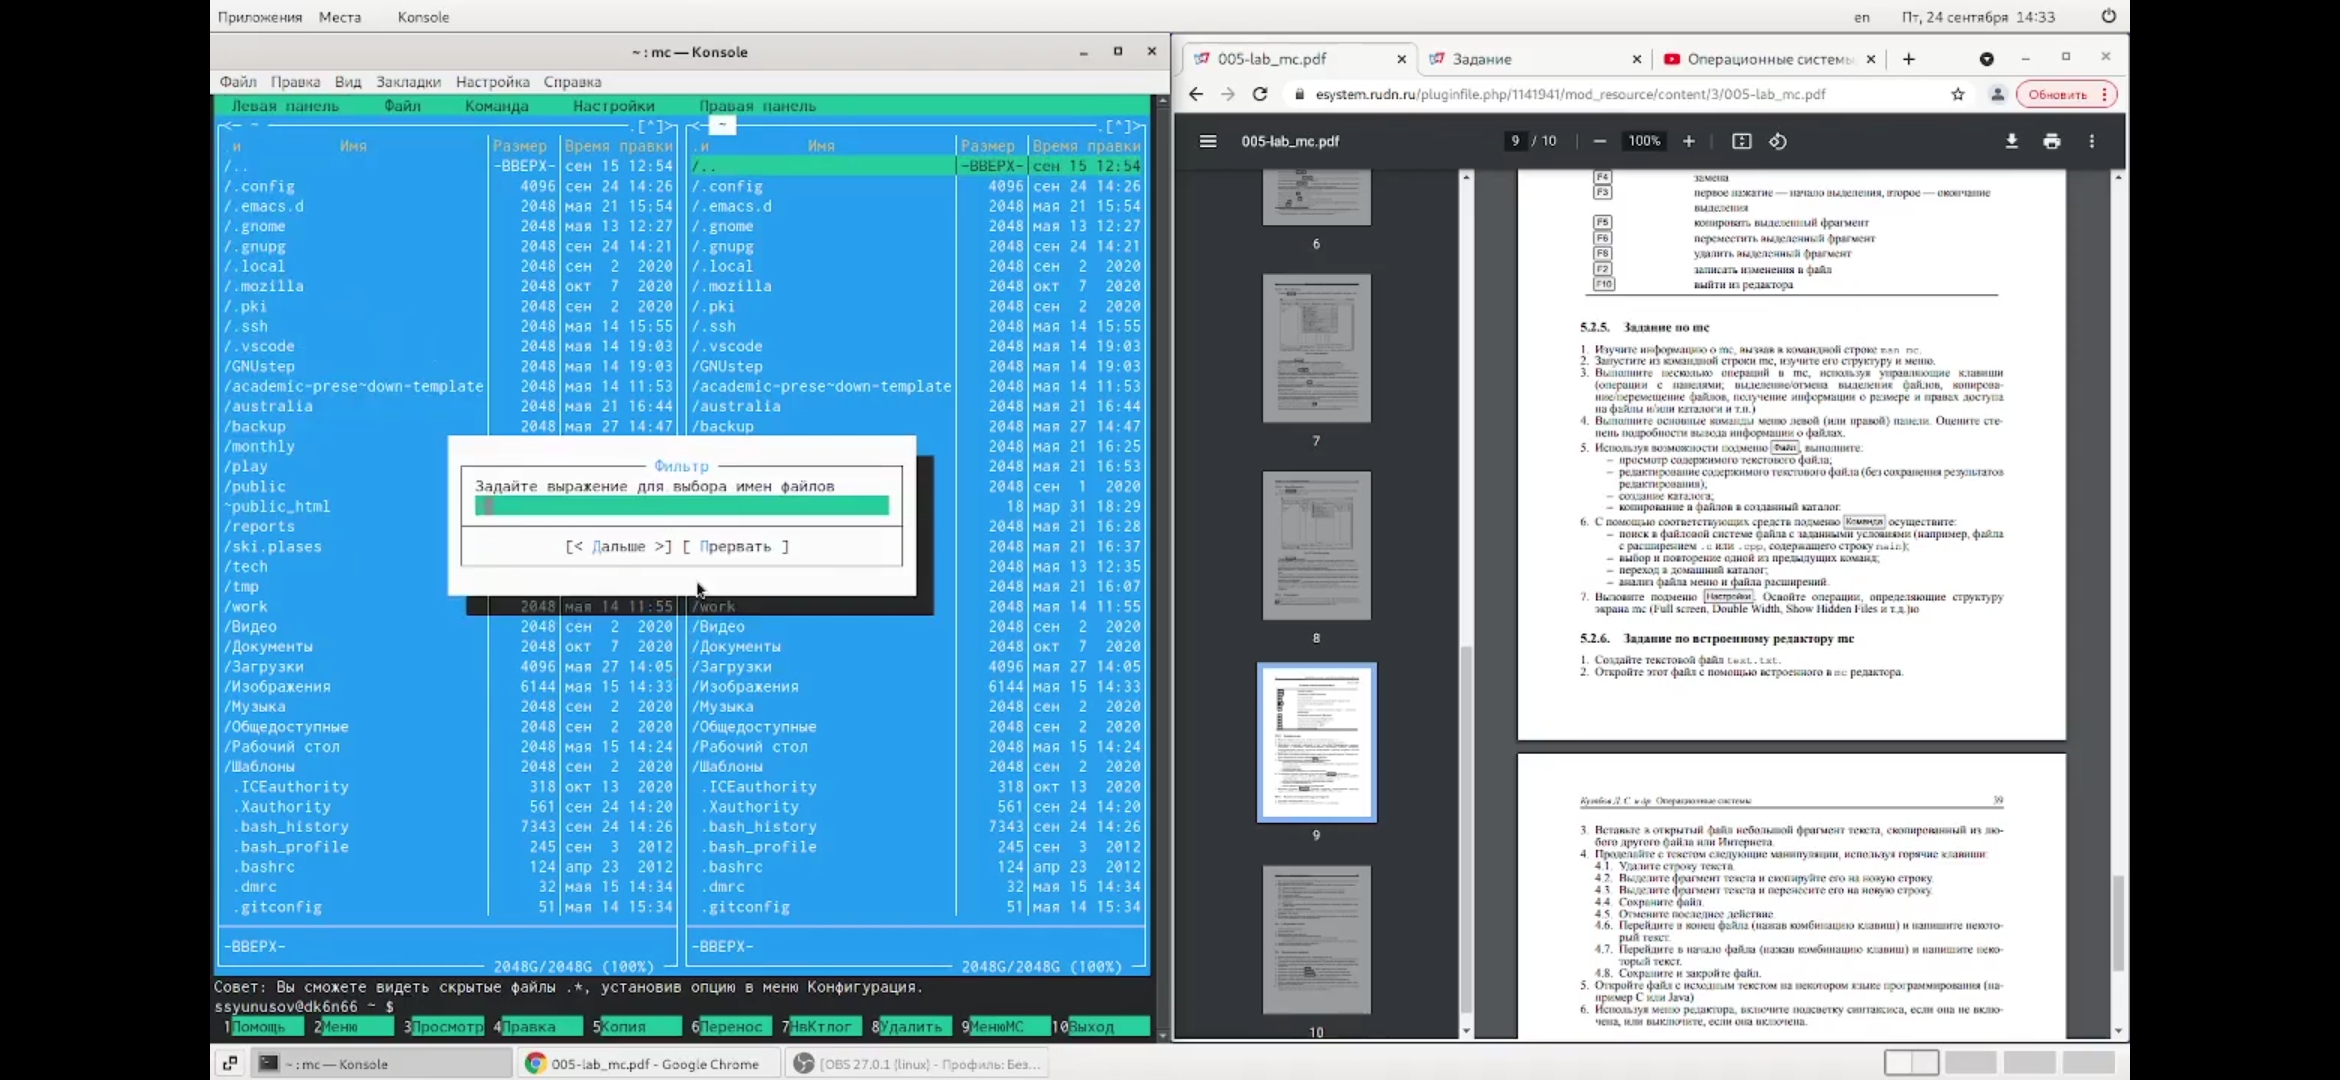 Приложения Места Konsole en Пт, 24 сентября 14:33
~ : mc — Konsole
Файл Правка Вид Закладки Настройка Справка
Левая панель Файл Команда Настройки Правая панель
<— ~ .[^]> <— ~ .[^]>
.и Имя Размер Время правки .и Имя Размер Время правки
/.. -ВВЕРХ- сен 15 12:54 /.. -ВВЕРХ- сен 15 12:54
/.config 4096 сен 24 14:26 /.config 4096 сен 24 14:26
/.emacs.d 2048 мая 21 15:54 /.emacs.d 2048 мая 21 15:54
/.gnome 2048 мая 13 12:27 /.gnome 2048 мая 13 12:27
/.gnupg 2048 сен 24 14:21 /.gnupg 2048 сен 24 14:21
/.local 2048 сен 2 2020 /.local 2048 сен 2 2020
/.mozilla 2048 окт 7 2020 /.mozilla 2048 окт 7 2020
/.pki 2048 сен 2 2020 /.pki 2048 сен 2 2020
/.ssh 2048 мая 14 15:55 /.ssh 2048 мая 14 15:55
/.vscode 2048 мая 14 19:03 /.vscode 2048 мая 14 19:03
/GNUstep 2048 мая 14 19:03 /GNUstep 2048 мая 14 19:03
/academic-prese~down-template 2048 мая 14 11:53 /academic-prese~down-template 2048 мая 14 11:53
/australia 2048 мая 21 16:44 /australia 2048 мая 21 16:44
/backup 2048 мая 27 14:47 /backup 2048 мая 27 14:47
/monthly 2048 мая 21 16:25
/play 2048 мая 21 16:53
/public 2048 сен 1 2020
~public_html 18 мар 31 18:29
/reports 2048 мая 21 16:28
/ski.plases 2048 мая 21 16:37
/tech 2048 мая 13 12:35
/tmp 2048 мая 21 16:07
/work 2048 мая 14 11:55 /work 2048 мая 14 11:55
/Видео 2048 сен 2 2020 /Видео 2048 сен 2 2020
/Документы 2048 окт 7 2020 /Документы 2048 окт 7 2020
/Загрузки 4096 мая 27 14:05 /Загрузки 4096 мая 27 14:05
/Изображения 6144 мая 15 14:33 /Изображения 6144 мая 15 14:33
/Музыка 2048 сен 2 2020 /Музыка 2048 сен 2 2020
/Общедоступные 2048 сен 2 2020 /Общедоступные 2048 сен 2 2020
/Рабочий стол 2048 мая 15 14:24 /Рабочий стол 2048 мая 15 14:24
/Шаблоны 2048 сен 2 2020 /Шаблоны 2048 сен 2 2020
.ICEauthority 318 окт 13 2020 .ICEauthority 318 окт 13 2020
.Xauthority 561 сен 24 14:20 .Xauthority 561 сен 24 14:20
.bash_history 7343 сен 24 14:26 .bash_history 7343 сен 24 14:26
.bash_profile 245 сен 3 2012 .bash_profile 245 сен 3 2012
.bashrc 124 апр 23 2012 .bashrc 124 апр 23 2012
.dmrc 32 мая 15 14:34 .dmrc 32 мая 15 14:34
.gitconfig 51 мая 14 15:34 .gitconfig 51 мая 14 15:34
-ВВЕРХ- -ВВЕРХ-
2048G/2048G (100%) 2048G/2048G (100%)
Фильтр
Задайте выражение для выбора имен файлов
[< Дальше >] [ Прервать ]
Совет: Вы сможете видеть скрытые файлы .*, установив опцию в меню Конфигурация.
ssyunusov@dk6n66 ~ $
1Помощь 2Меню 3Просмотр 4Правка 5Копия 6Перенос 7НвКтлог 8Удалить 9МенюМС 10Выход
005-lab_mc.pdf Задание Операционные системы
esystem.rudn.ru/pluginfile.php/1141941/mod_resource/content/3/005-lab_mc.pdf Обновить
005-lab_mc.pdf 9 / 10 100%
6
7
8
9
10
F4 замена
F3 первое нажатие — начало выделения, второе — окончание
выделения
F5 копировать выделенный фрагмент
F6 переместить выделенный фрагмент
F8 удалить выделенный фрагмент
F2 записать изменения в файл
F10 выйти из редактора
5.2.5. Задание по mc
1. Изучите информацию о mc, вызвав в командной строке man mc.
2. Запустите из командной строки mc, изучите его структуру и меню.
3. Выполните несколько операций в mc, используя управляющие клавиши
(операции с панелями; выделение/отмена выделения файлов, копирова-
ние/перемещение файлов, получение информации о размере и правах доступа
на файлы и/или каталоги и т.п.)
4. Выполните основные команды меню левой (или правой) панели. Оцените сте-
пень подробности вывода информации о файлах.
5. Используя возможности подменю Файл, выполните:
– просмотр содержимого текстового файла;
– редактирование содержимого текстового файла (без сохранения результатов
редактирования);
– создание каталога;
– копирование в файлов в созданный каталог.
6. С помощью соответствующих средств подменю Команда осуществите:
– поиск в файловой системе файла с заданными условиями (например, файла
с расширением .c или .cpp, содержащего строку main);
– выбор и повторение одной из предыдущих команд;
– переход в домашний каталог;
– анализ файла меню и файла расширений.
7. Вызовите подменю Настройки. Освойте операции, определяющие структуру
экрана mc (Full screen, Double Width, Show Hidden Files и т.д.)ю
5.2.6. Задание по встроенному редактору mc
1. Создайте текстовой файл text.txt.
2. Откройте этот файл с помощью встроенного в mc редактора.
Кулябов Д. С. и др. Операционные системы 39
3. Вставьте в открытый файл небольшой фрагмент текста, скопированный из лю-
бого другого файла или Интернета.
4. Проделайте с текстом следующие манипуляции, используя горячие клавиши:
4.1. Удалите строку текста.
4.2. Выделите фрагмент текста и скопируйте его на новую строку.
4.3. Выделите фрагмент текста и перенесите его на новую строку.
4.4. Сохраните файл.
4.5. Отмените последнее действие.
4.6. Перейдите в конец файла (нажав комбинацию клавиш) и напишите некото-
рый текст.
4.7. Перейдите в начало файла (нажав комбинацию клавиш) и напишите неко-
торый текст.
4.8. Сохраните и закройте файл.
5. Откройте файл с исходным текстом на некотором языке программирования (на-
пример C или Java)
6. Используя меню редактора, включите подсветку синтаксиса, если она не вклю-
чена, или выключите, если она включена.
~ : mc — Konsole 005-lab_mc.pdf - Google Chrome [OBS 27.0.1 (linux) - Профиль: Без...